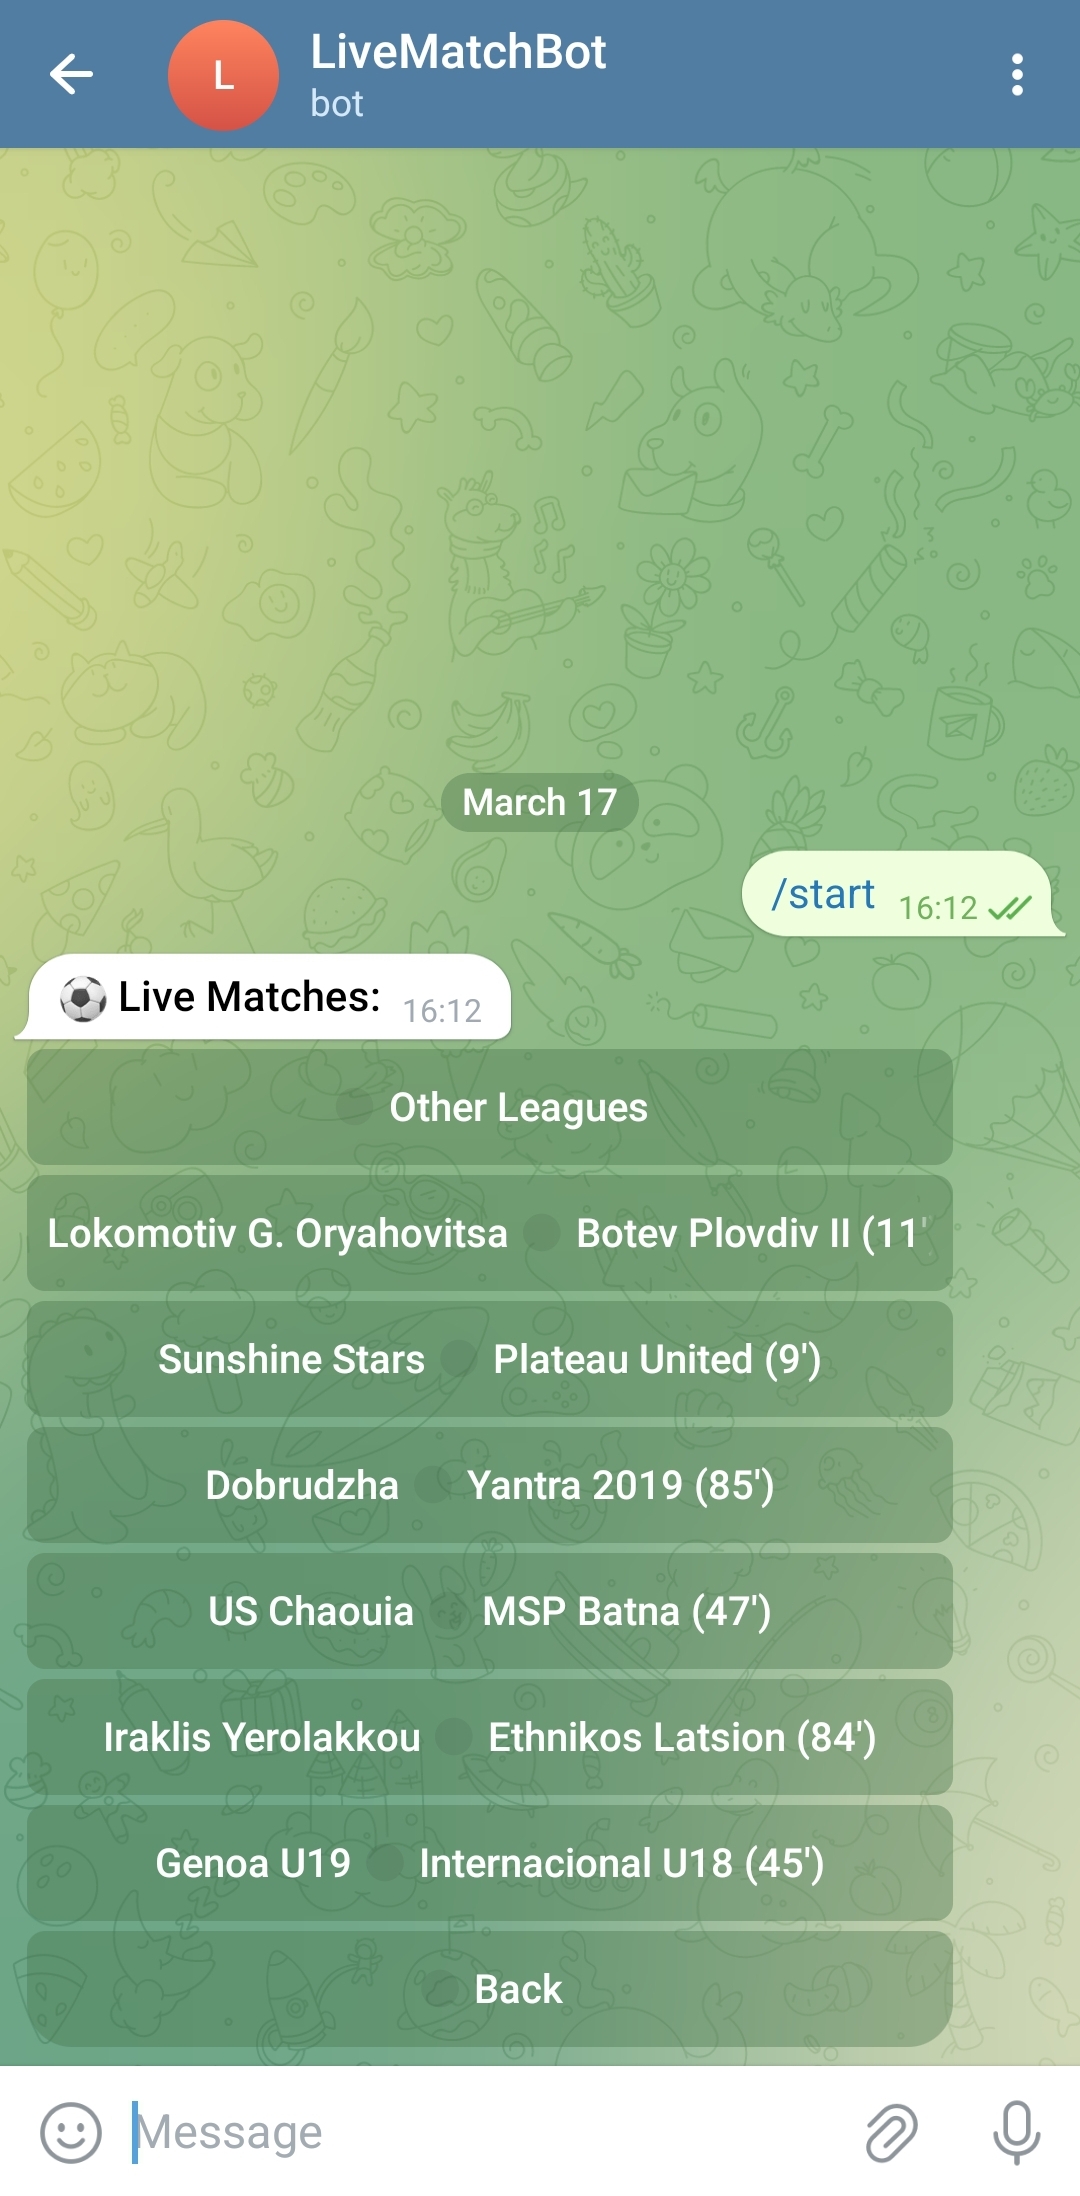 L
LiveMatchBot
bot
March 17
/start 16:12
⚽ Live Matches: 16:12
Other Leagues
Lokomotiv G. Oryahovitsa Botev Plovdiv II (11'
Sunshine Stars Plateau United (9')
Dobrudzha Yantra 2019 (85')
US Chaouia MSP Batna (47')
Iraklis Yerolakkou Ethnikos Latsion (84')
Genoa U19 Internacional U18 (45')
Back
Message